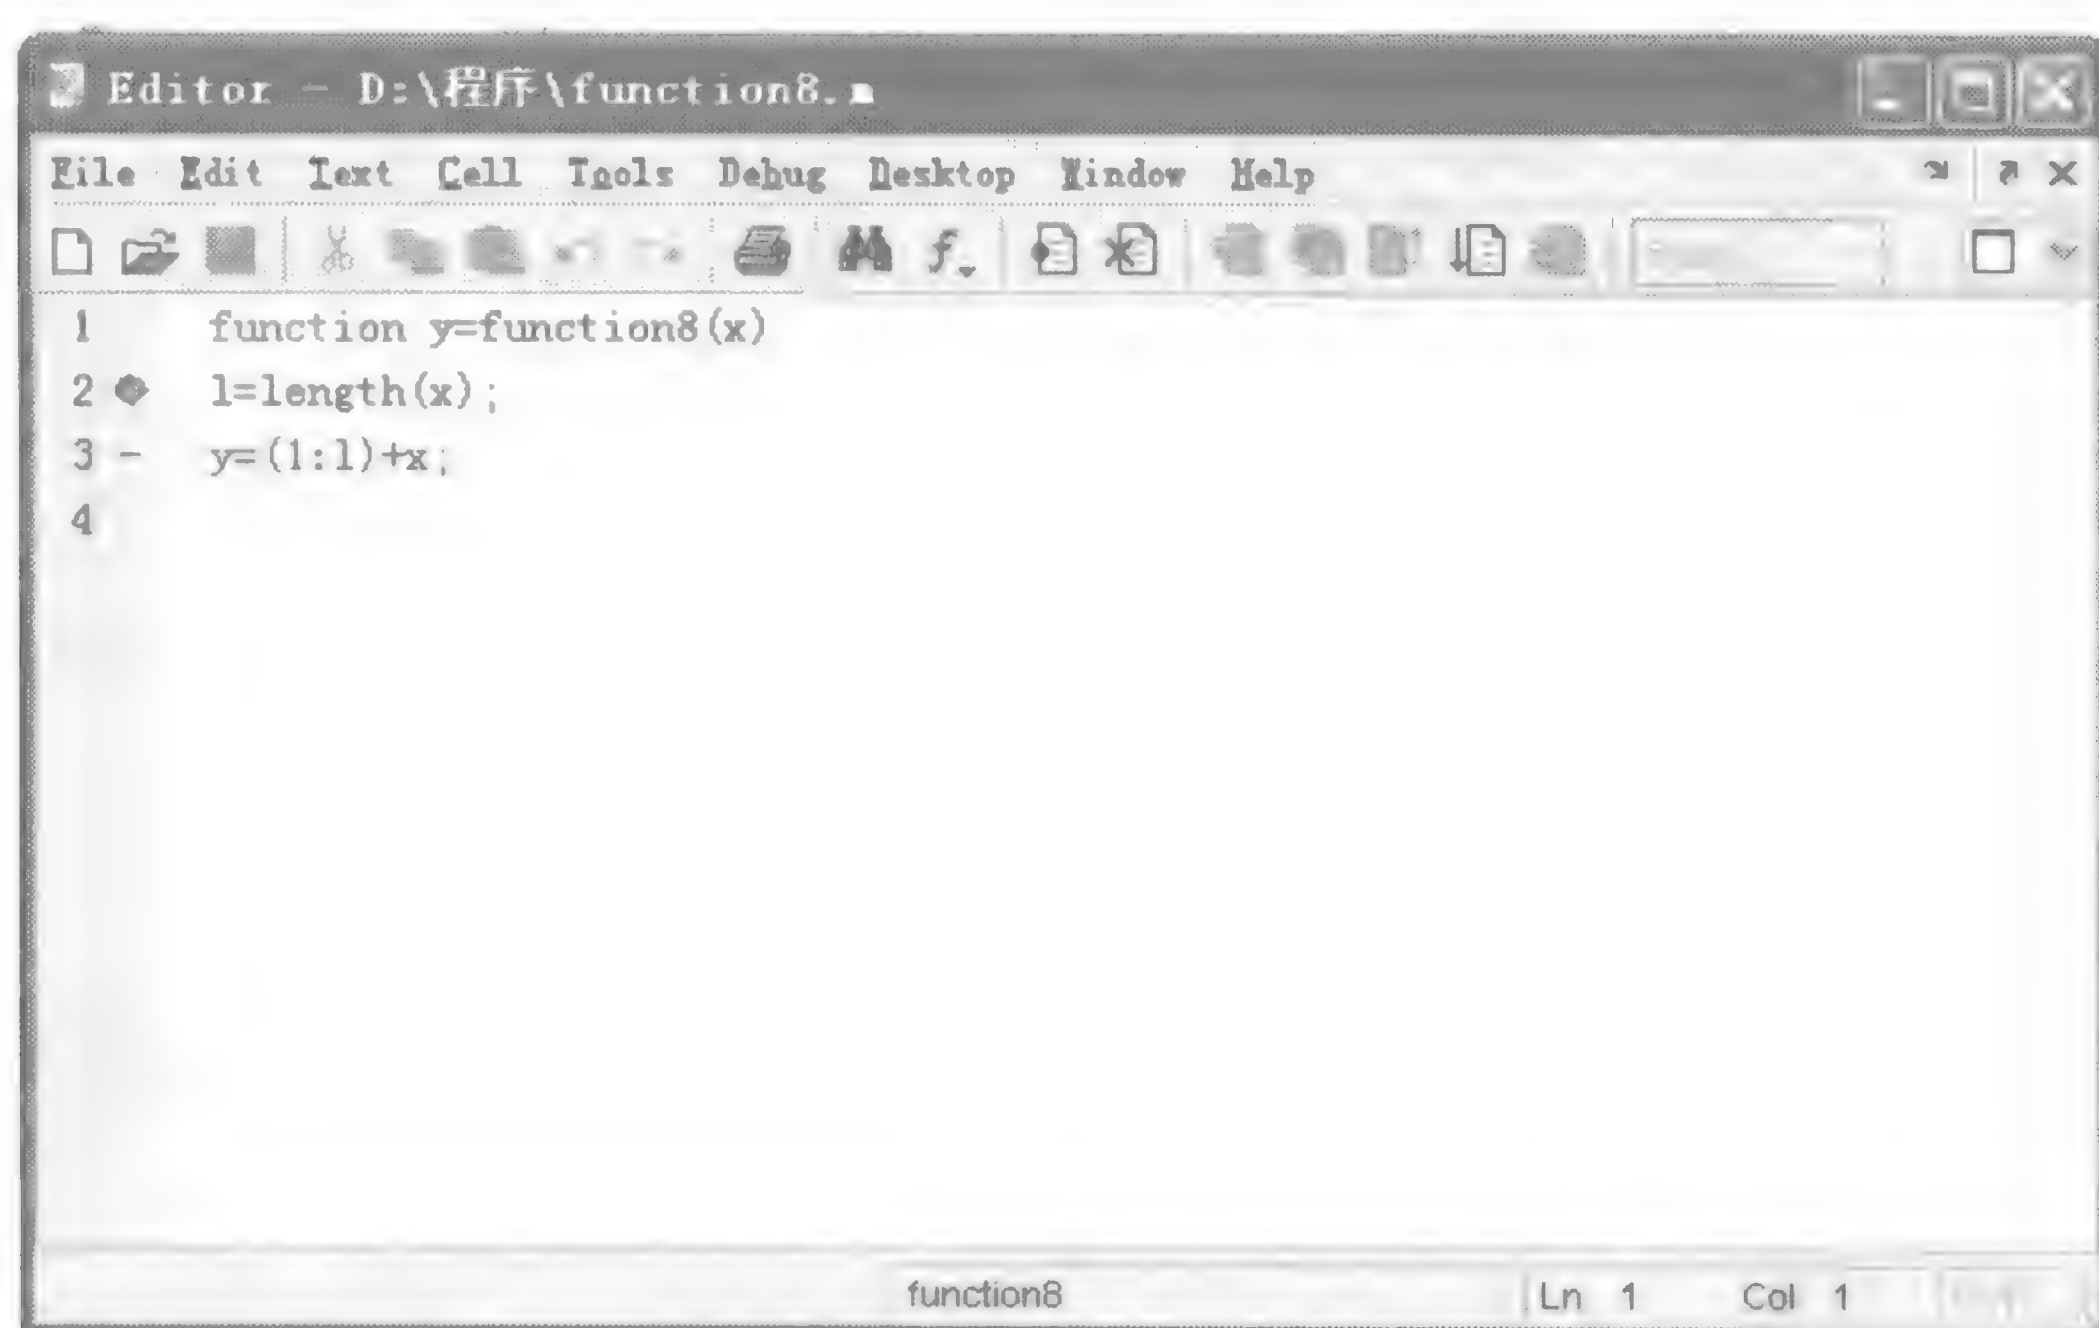 Editor - D:\程序\function8.m
File Edit Text Cell Tools Debug Desktop Window Help
1 function y=function8(x)
2 l=length(x);
3 - y=(1:l)+x;
4
function8 Ln 1 Col 1